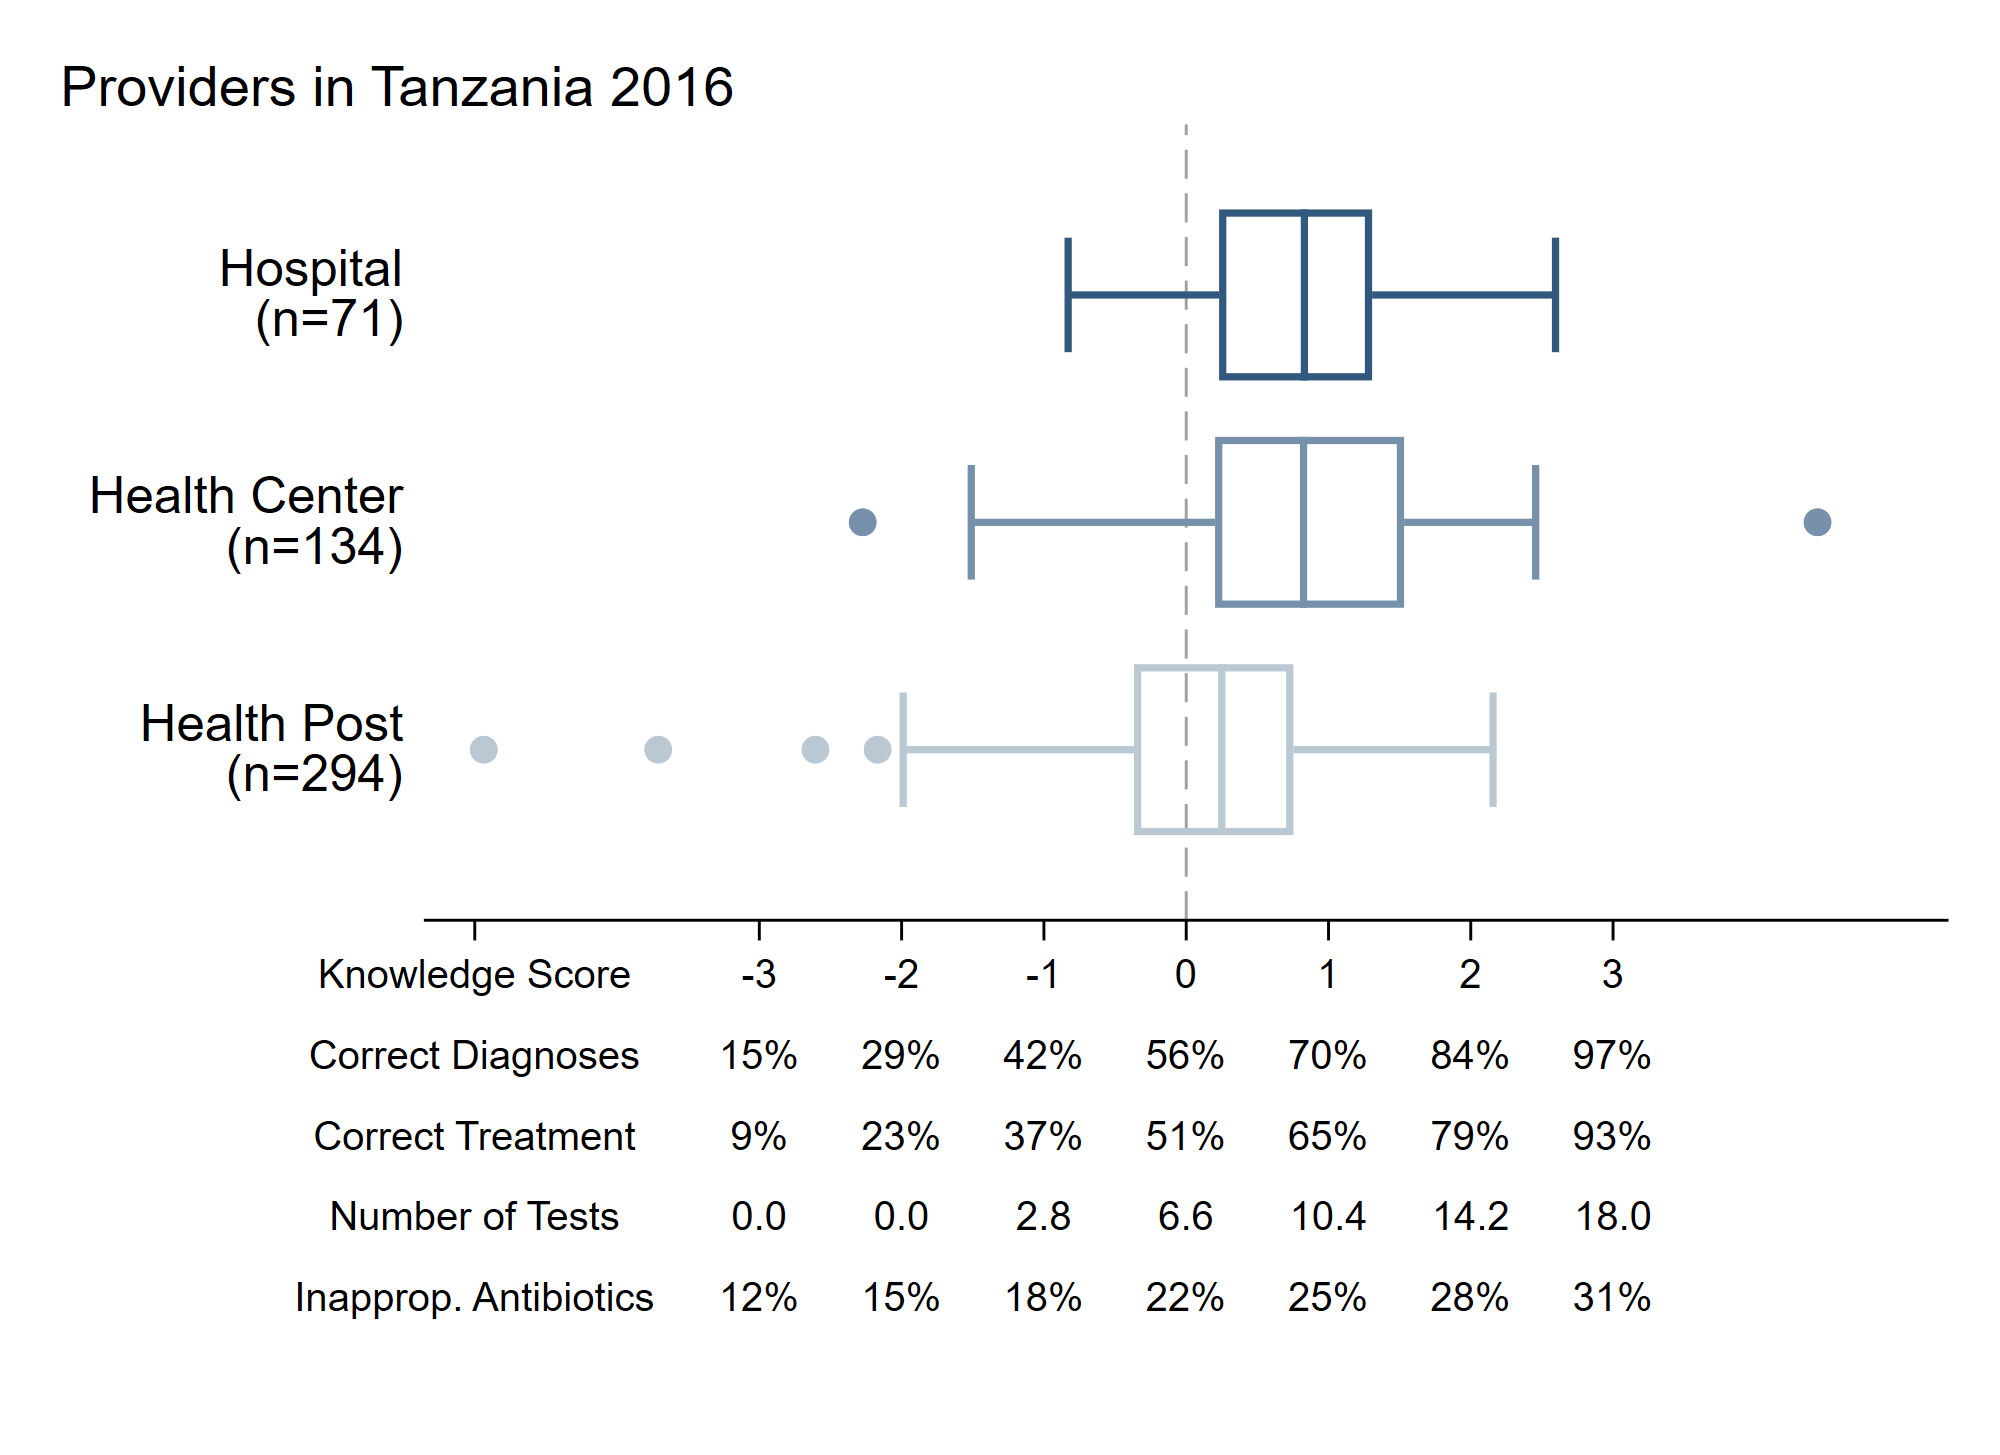 Providers in Tanzania 2016
Hospital
(n=71)
Health Center
(n=134)
Health Post
(n=294)
Knowledge Score -3 -2 -1 0 1 2 3
Correct Diagnoses 15% 29% 42% 56% 70% 84% 97%
Correct Treatment 9% 23% 37% 51% 65% 79% 93%
Number of Tests 0.0 0.0 2.8 6.6 10.4 14.2 18.0
Inapprop. Antibiotics 12% 15% 18% 22% 25% 28% 31%